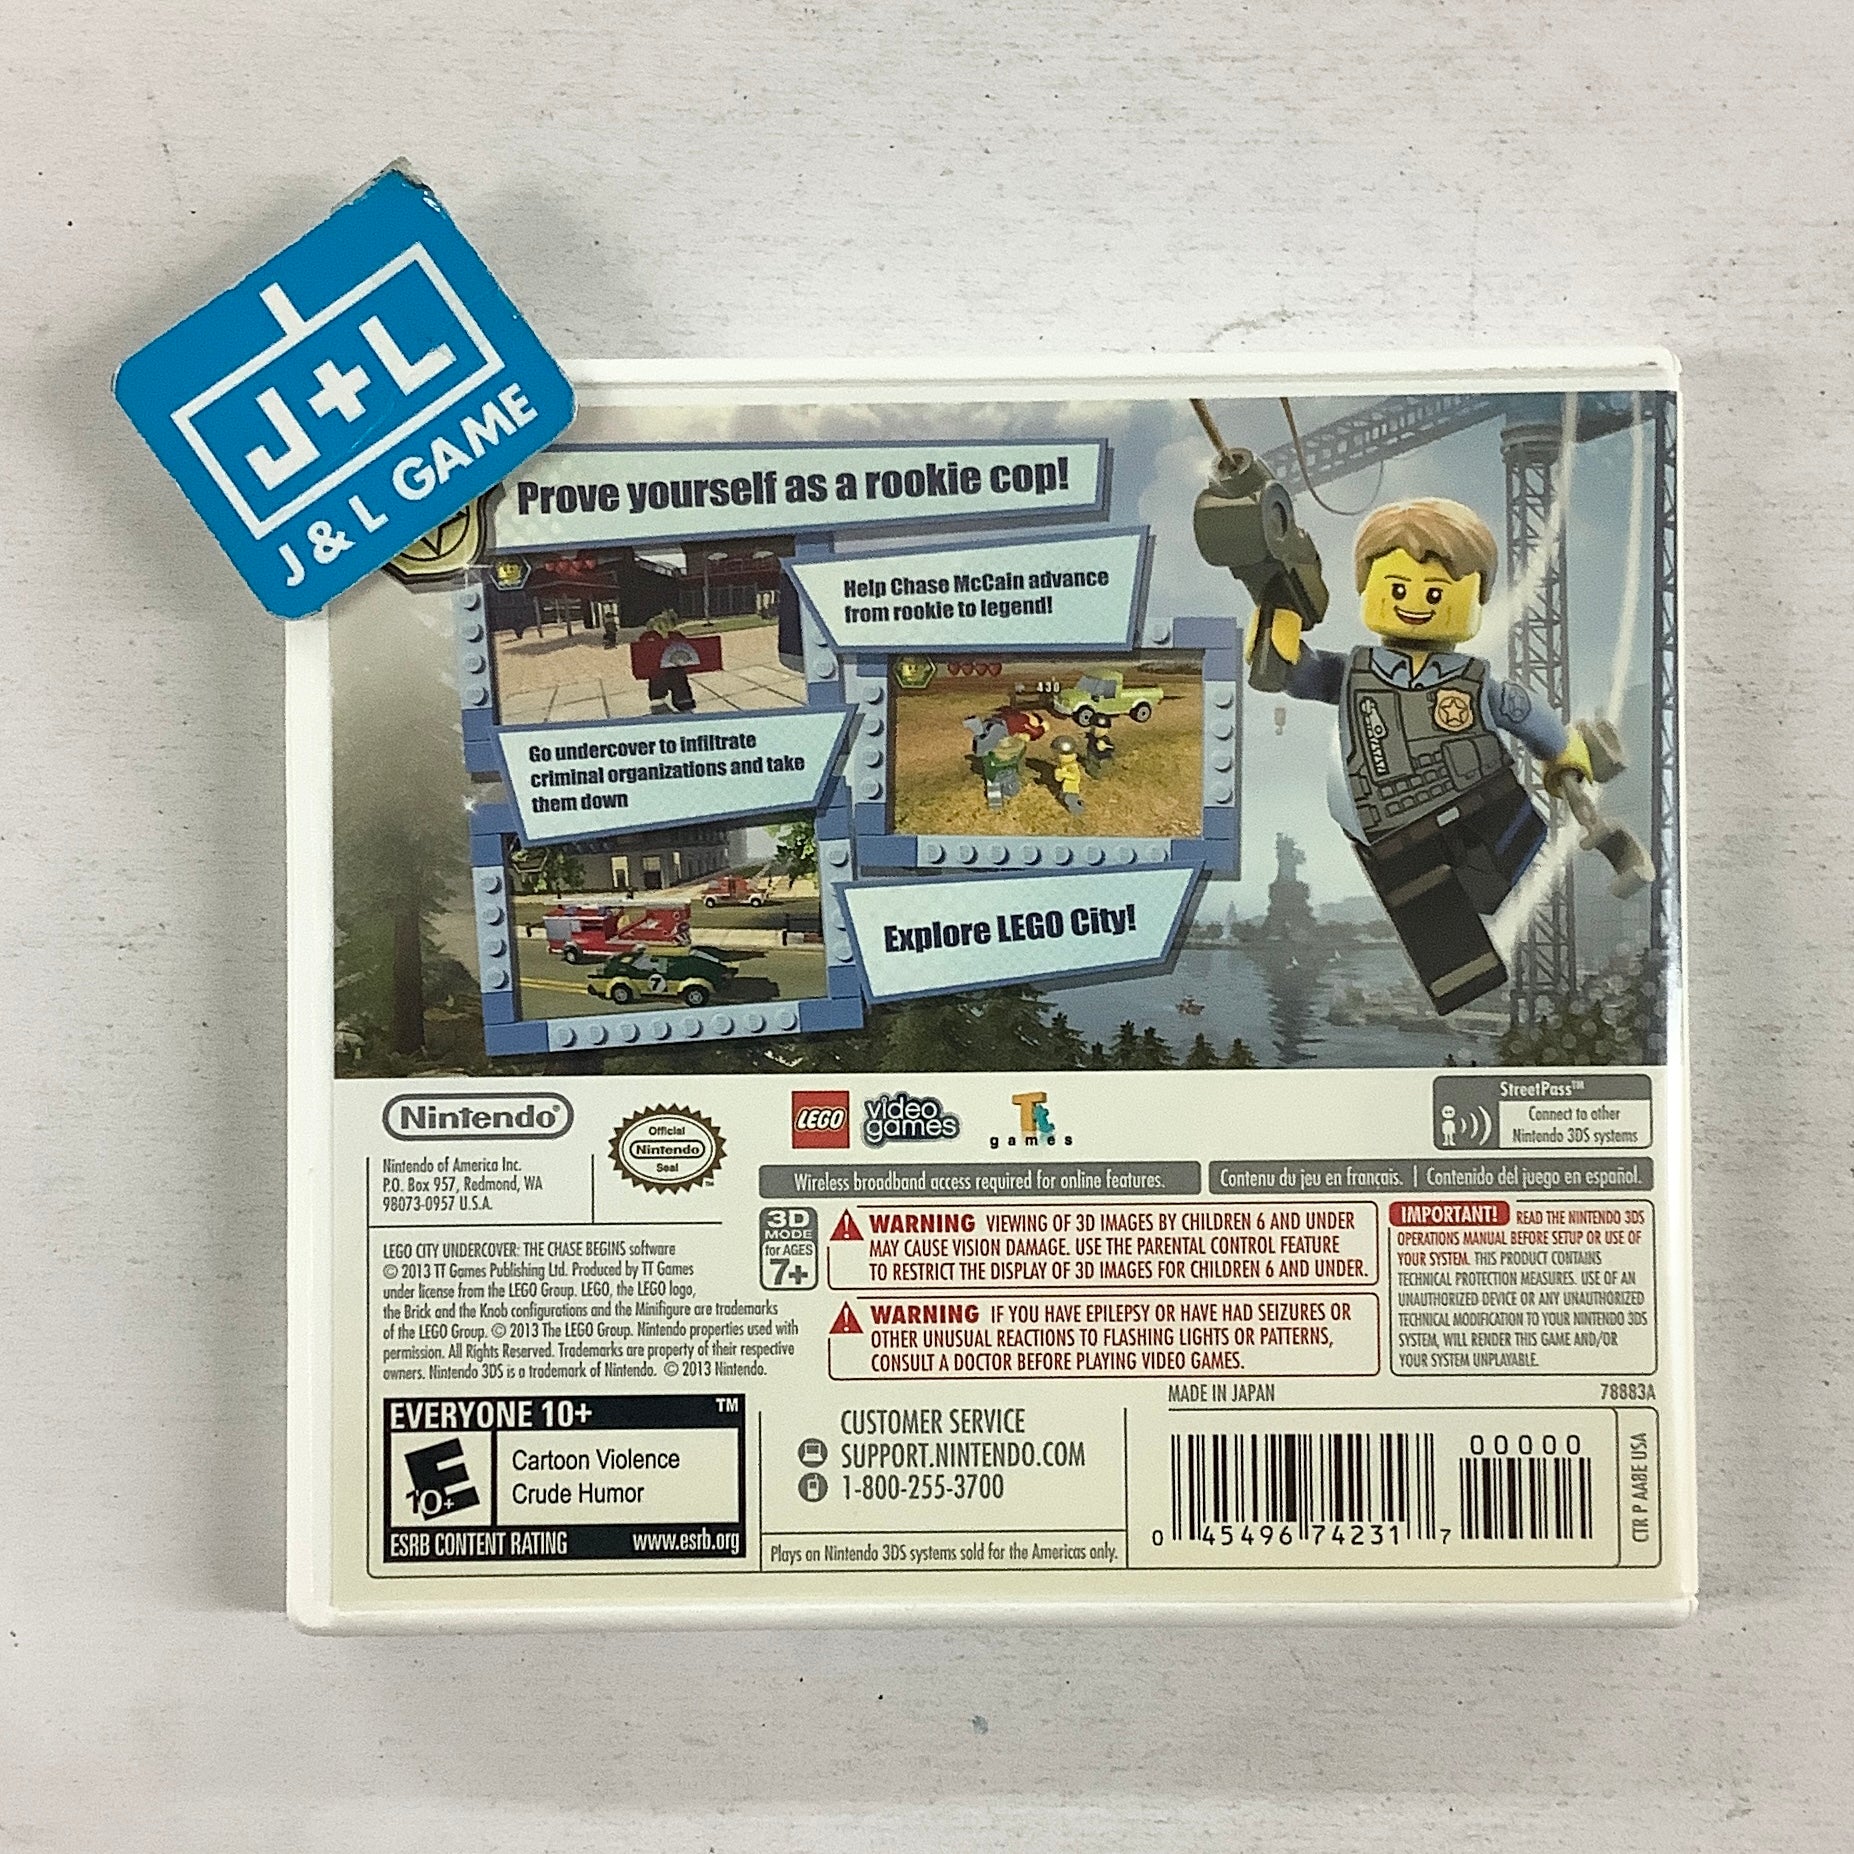 J+L
J & L GAME
Prove yourself as a rookie cop!
Help Chase McCain advance
from rookie to legend!
430
Go undercover to infiltrate
criminal organizations and take
them down
7
Explore LEGO City!
Nintendo®
Official
Nintendo
Seal
TM
LEGO
video
games
Tt
games
StreetPass™
Connect to other
Nintendo 3DS systems
Nintendo of America Inc.
P.O. Box 957, Redmond, WA
98073-0957 U.S.A.
Wireless broadband access required for online features.
Contenu du jeu en français. | Contenido del juego en español.
LEGO CITY UNDERCOVER: THE CHASE BEGINS software
© 2013 TT Games Publishing Ltd. Produced by TT Games
under license from the LEGO Group. LEGO, the LEGO logo,
the Brick and the Knob configurations and the Minifigure are trademarks
of the LEGO Group. © 2013 The LEGO Group. Nintendo properties used with
permission. All Rights Reserved. Trademarks are property of their respective
owners. Nintendo 3DS is a trademark of Nintendo. © 2013 Nintendo.
3D
MODE
for AGES
7+
WARNING VIEWING OF 3D IMAGES BY CHILDREN 6 AND UNDER
MAY CAUSE VISION DAMAGE. USE THE PARENTAL CONTROL FEATURE
TO RESTRICT THE DISPLAY OF 3D IMAGES FOR CHILDREN 6 AND UNDER.
WARNING IF YOU HAVE EPILEPSY OR HAVE HAD SEIZURES OR
OTHER UNUSUAL REACTIONS TO FLASHING LIGHTS OR PATTERNS,
CONSULT A DOCTOR BEFORE PLAYING VIDEO GAMES.
IMPORTANT! READ THE NINTENDO 3DS
OPERATIONS MANUAL BEFORE SETUP OR USE OF
YOUR SYSTEM. THIS PRODUCT CONTAINS
TECHNICAL PROTECTION MEASURES. USE OF AN
UNAUTHORIZED DEVICE OR ANY UNAUTHORIZED
TECHNICAL MODIFICATION TO YOUR NINTENDO 3DS
SYSTEM, WILL RENDER THIS GAME AND/OR
YOUR SYSTEM UNPLAYABLE.
MADE IN JAPAN
78883A
EVERYONE 10+ TM
E
10+
Cartoon Violence
Crude Humor
ESRB CONTENT RATING www.esrb.org
CUSTOMER SERVICE
SUPPORT.NINTENDO.COM
1-800-255-3700
Plays on Nintendo 3DS systems sold for the Americas only.
00000
0 45496 74231 7
CTR P AA8E USA